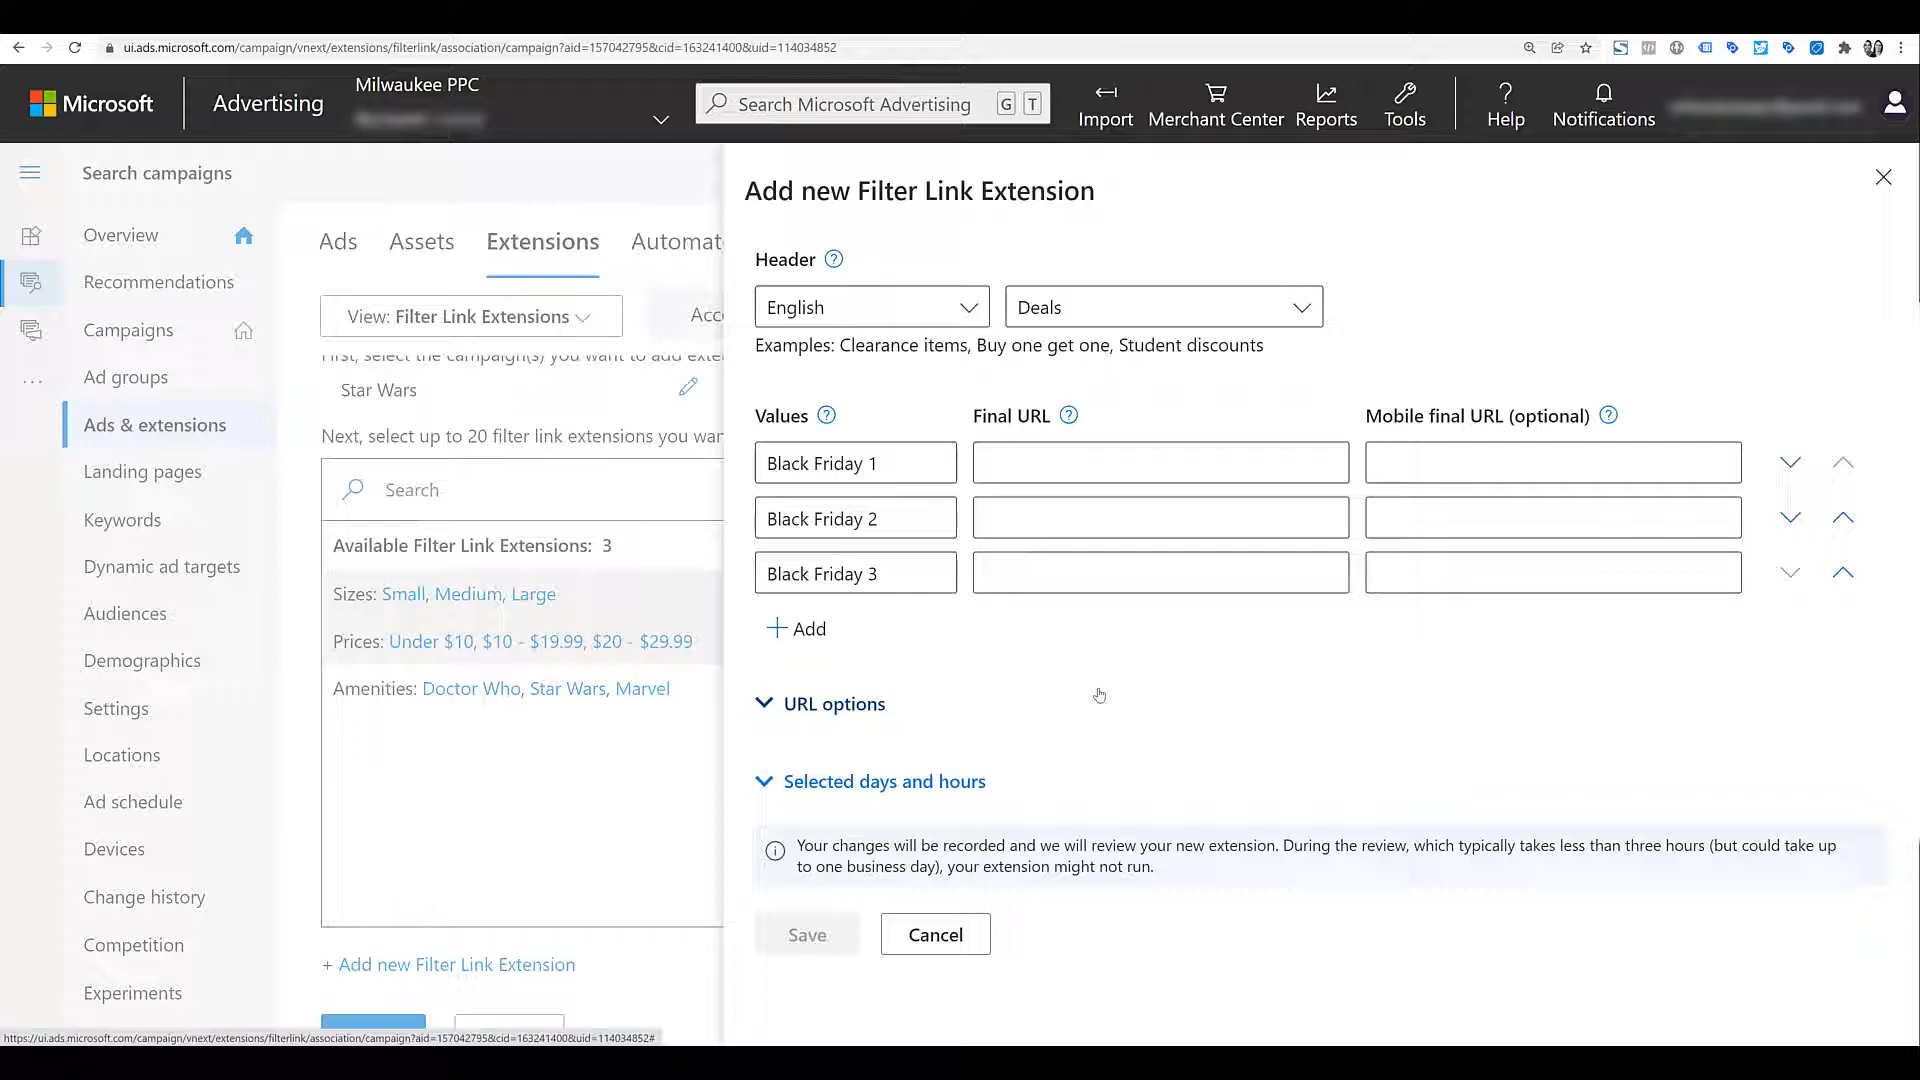 ui.ads.microsoft.com/campaign/vnext/extensions/filterlink/association/campaign?aid=157042795&cid=163241400&uid=114034852
Microsoft
Advertising
Milwaukee PPC
Search Microsoft Advertising
G
T
Import
Merchant Center
Reports
Tools
Help
Notifications
Search campaigns
Overview
Recommendations
Campaigns
Ad groups
Ads & extensions
Landing pages
Keywords
Dynamic ad targets
Audiences
Demographics
Settings
Locations
Ad schedule
Devices
Change history
Competition
Experiments
Ads
Assets
Extensions
Automat
View: Filter Link Extensions
Acc
First, select the campaign(s) you want to add exte
Star Wars
Next, select up to 20 filter link extensions you wan
Search
Available Filter Link Extensions: 3
Sizes: Small, Medium, Large
Prices: Under $10, $10 - $19.99, $20 - $29.99
Amenities: Doctor Who, Star Wars, Marvel
+ Add new Filter Link Extension
Add new Filter Link Extension
Header
English
Deals
Examples: Clearance items, Buy one get one, Student discounts
Values
Final URL
Mobile final URL (optional)
Black Friday 1
Black Friday 2
Black Friday 3
Add
URL options
Selected days and hours
Your changes will be recorded and we will review your new extension. During the review, which typically takes less than three hours (but could take up
to one business day), your extension might not run.
Save
Cancel
https://ui.ads.microsoft.com/campaign/vnext/extensions/filterlink/association/campaign?aid=157042795&cid=163241400&uid=114034852#